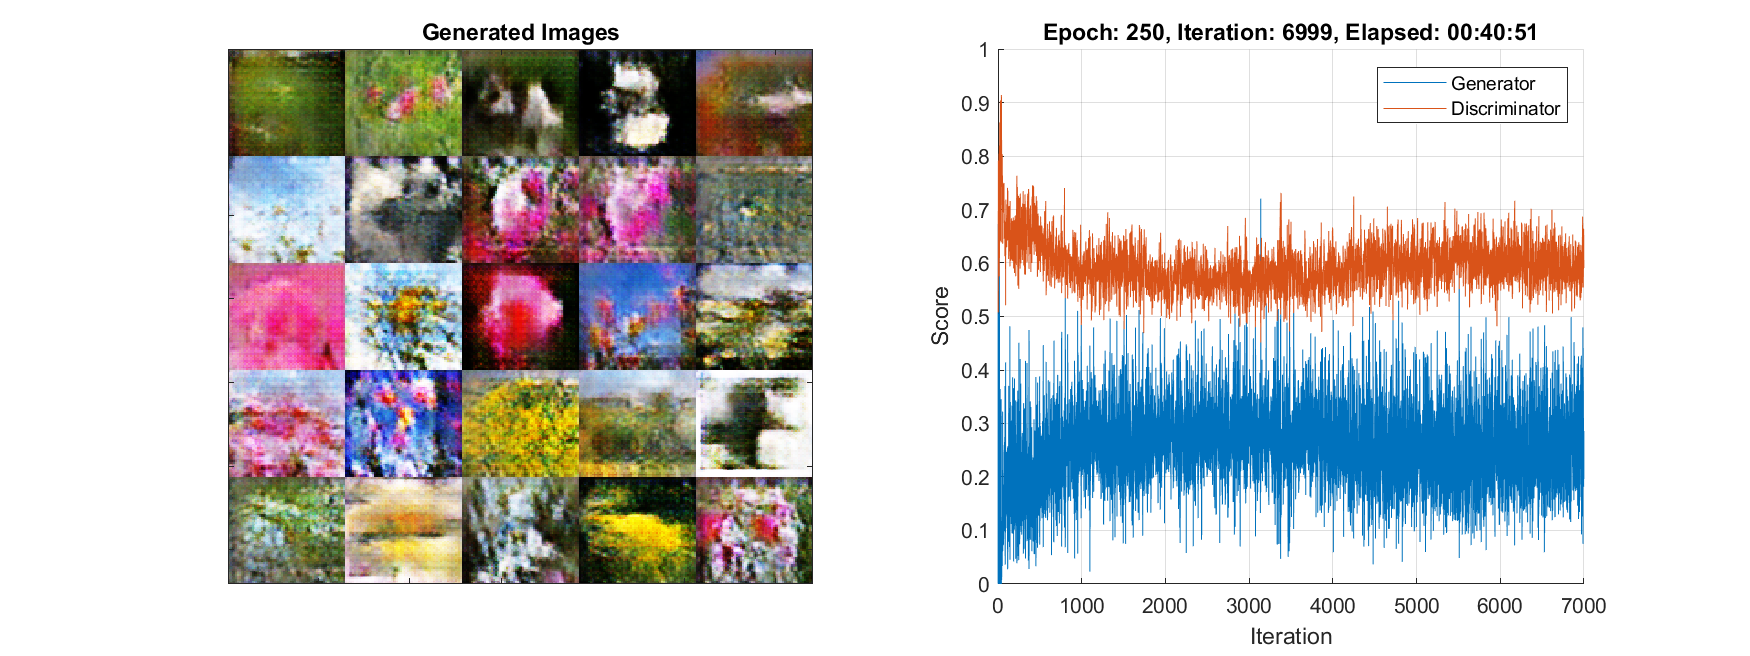 Generated Images
Epoch: 250, Iteration: 6999, Elapsed: 00:40:51
Generator
Discriminator
1
0.9
0.8
0.7
0.6
0.5
0.4
0.3
0.2
0.1
0
Score
0 1000 2000 3000 4000 5000 6000 7000
Iteration